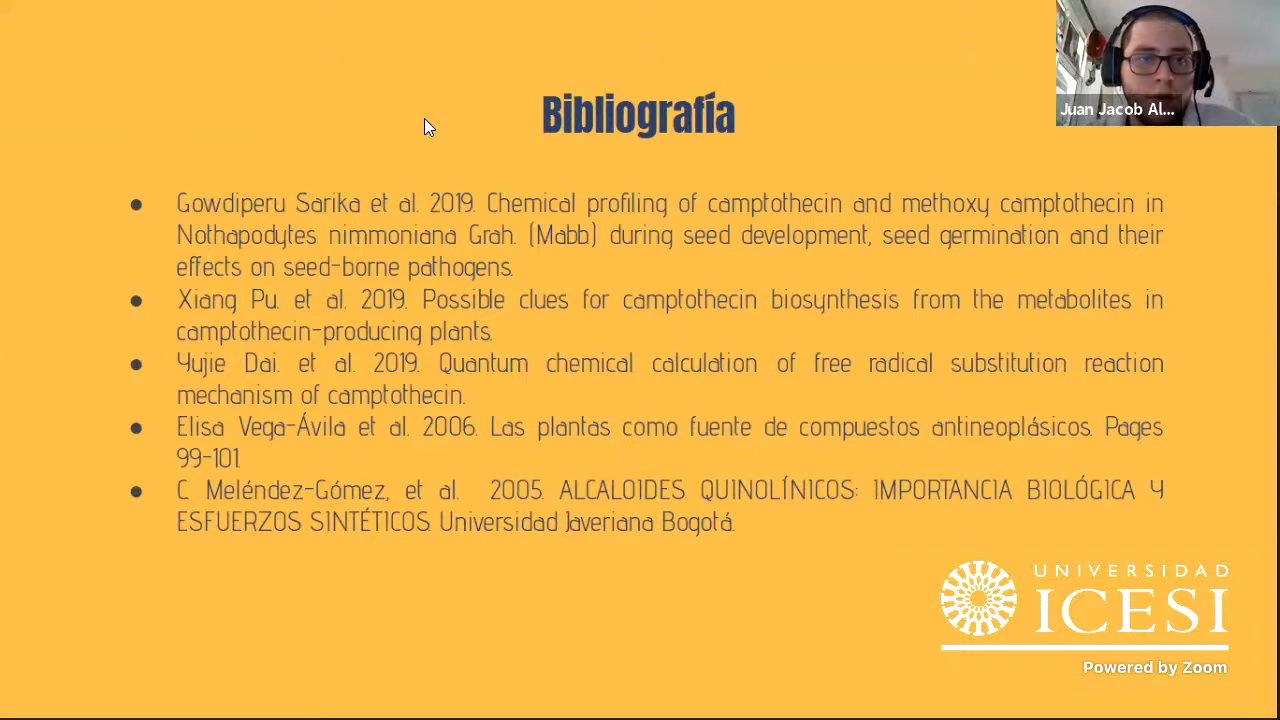 Juan Jacob Al...
Bibliografía
Gowdiperu Sarika et al. 2019. Chemical profiling of camptothecin and methoxy camptothecin in
Nothapodytes nimmoniana Grah. (Mabb) during seed development, seed germination and their
effects on seed-borne pathogens.
Xiang Pu. et al. 2019. Possible clues for camptothecin biosynthesis from the metabolites in
camptothecin-producing plants.
Yujie Dai. et al. 2019. Quantum chemical calculation of free radical substitution reaction
mechanism of camptothecin.
Elisa Vega-Ávila et al. 2006. Las plantas como fuente de compuestos antineoplásicos. Pages
99-101.
C Meléndez-Gómez, et al. 2005. ALCALOIDES QUINOLÍNICOS: IMPORTANCIA BIOLÓGICA Y
ESFUERZOS SINTÉTICOS. Universidad Javeriana Bogotá.
UNIVERSIDAD
ICESI
Powered by Zoom